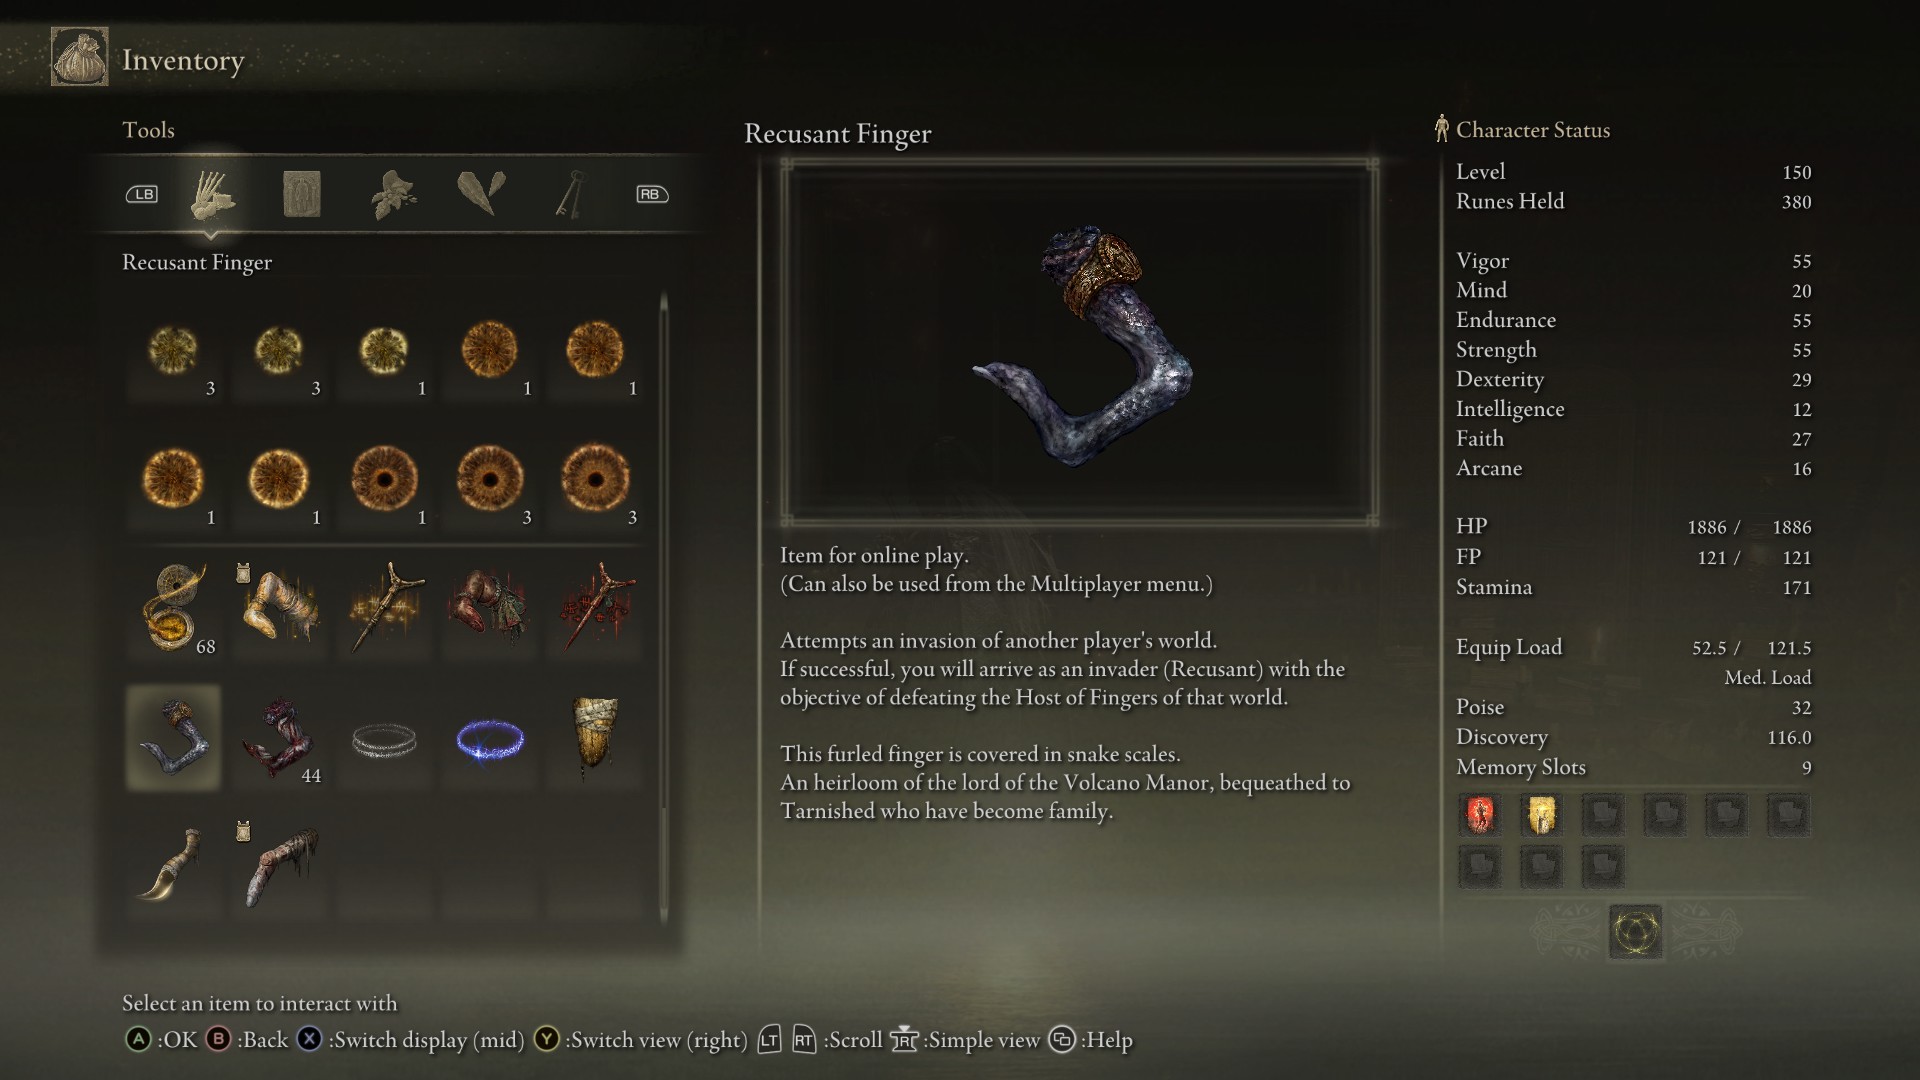 Inventory
Tools
LB
RB
Recusant Finger
3
3
1
1
1
1
1
1
3
3
68
44
Recusant Finger
Item for online play.
(Can also be used from the Multiplayer menu.)
Attempts an invasion of another player's world.
If successful, you will arrive as an invader (Recusant) with the
objective of defeating the Host of Fingers of that world.
This furled finger is covered in snake scales.
An heirloom of the lord of the Volcano Manor, bequeathed to
Tarnished who have become family.
Character Status
Level 150
Runes Held 380
Vigor 55
Mind 20
Endurance 55
Strength 55
Dexterity 29
Intelligence 12
Faith 27
Arcane 16
HP 1886 / 1886
FP 121 / 121
Stamina 171
Equip Load 52.5 / 121.5
Med. Load
Poise 32
Discovery 116.0
Memory Slots 9
Select an item to interact with
A :OK B :Back X :Switch display (mid) Y :Switch view (right) LT RT :Scroll R :Simple view :Help